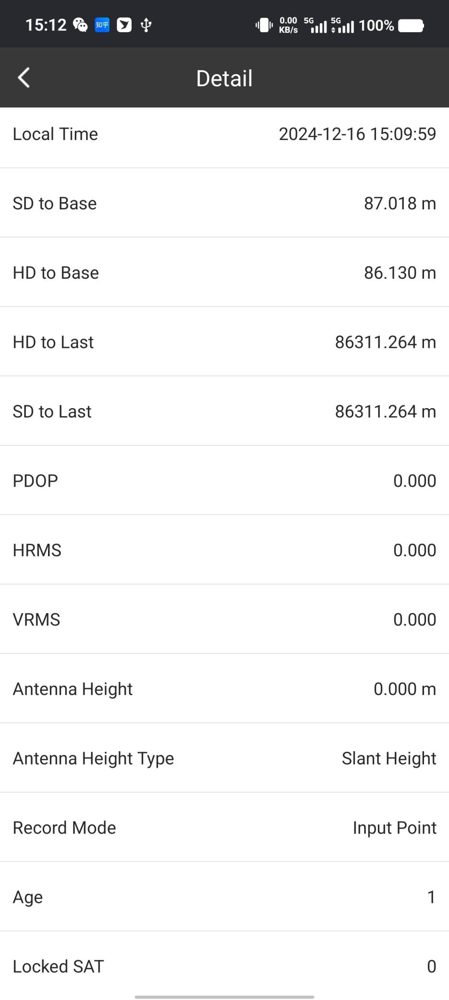 15:12 知乎 0.00 KB/s 5G 5G 100%
Detail
Local Time 2024-12-16 15:09:59
SD to Base 87.018 m
HD to Base 86.130 m
HD to Last 86311.264 m
SD to Last 86311.264 m
PDOP 0.000
HRMS 0.000
VRMS 0.000
Antenna Height 0.000 m
Antenna Height Type Slant Height
Record Mode Input Point
Age 1
Locked SAT 0